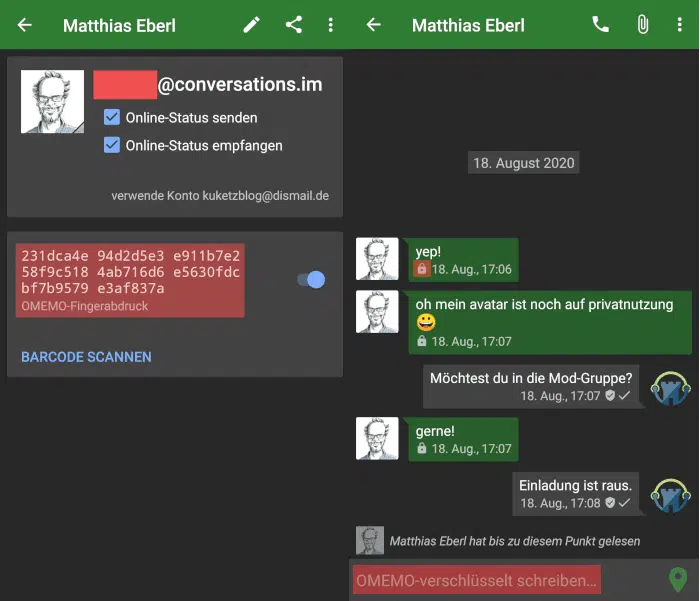 Matthias Eberl
@conversations.im
Online-Status senden
Online-Status empfangen
verwende Konto kuketzblog@dismail.de
231dca4e 94d2d5e3 e911b7e2
58f9c518 4ab716d6 e5630fdc
bf7b9579 e3af837a
OMEMO-Fingerabdruck
BARCODE SCANNEN
Matthias Eberl
18. August 2020
yep!
18. Aug., 17:06
oh mein avatar ist noch auf privatnutzung
😀
18. Aug., 17:07
Möchtest du in die Mod-Gruppe?
18. Aug., 17:07
gerne!
18. Aug., 17:07
Einladung ist raus.
18. Aug., 17:08
Matthias Eberl hat bis zu diesem Punkt gelesen
OMEMO-verschlüsselt schreiben…